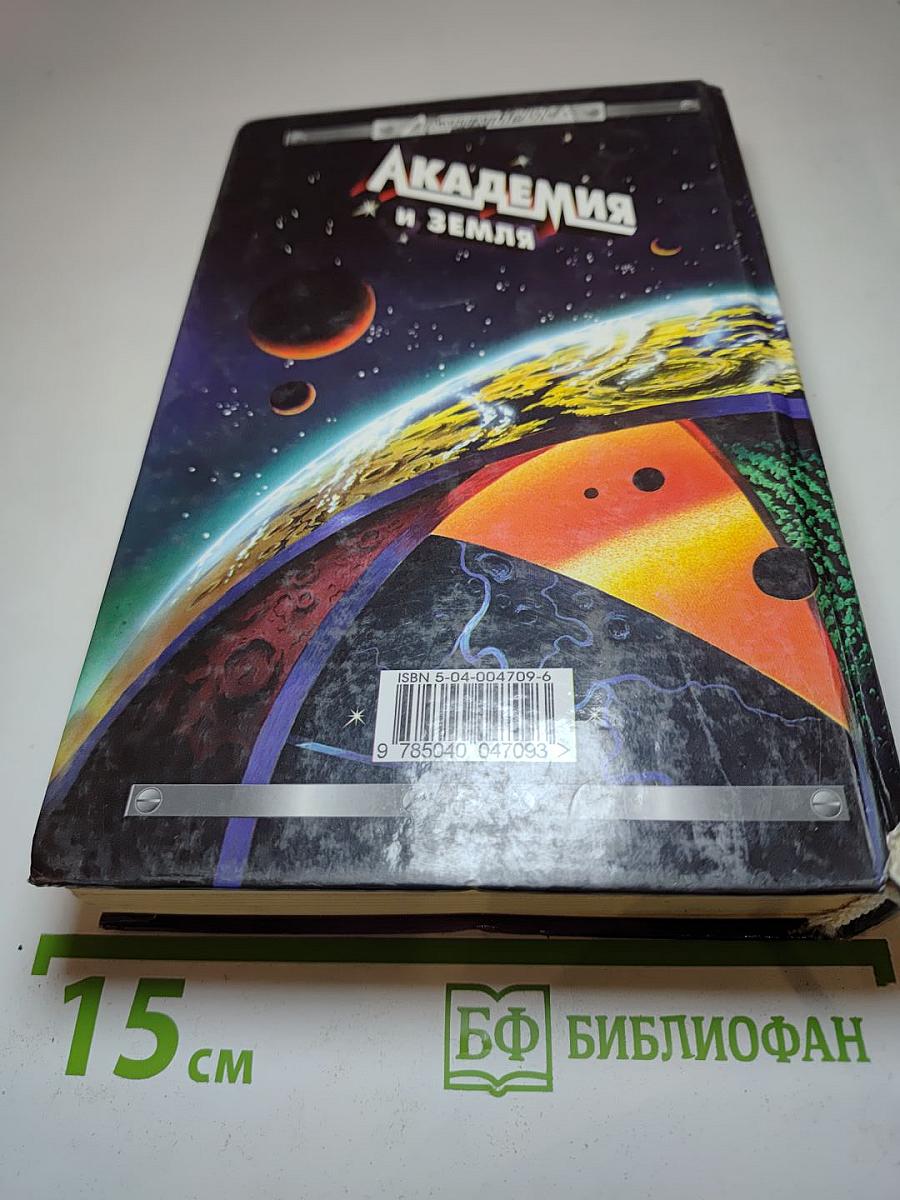 АКАДЕМИЯ
И ЗЕМЛЯ
ISBN 5-04-004709-6
9 785040 047093 >
15 см
БФ БИБЛИОФАН